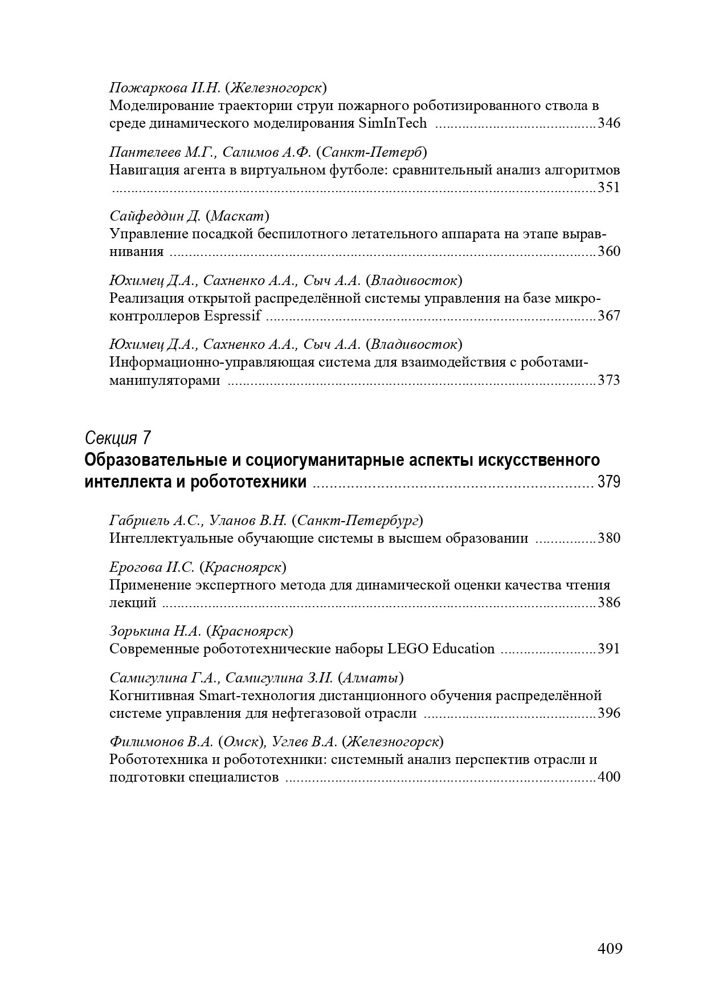 Пожаркова И.Н. (Железногорск)
Моделирование траектории струи пожарного роботизированного ствола в
среде динамического моделирования SimInTech ..........................................346
Пантелеев М.Г., Салимов А.Ф. (Санкт-Петерб)
Навигация агента в виртуальном футболе: сравнительный анализ алгоритмов
...............................................................................................................................351
Сайфеддин Д. (Маскат)
Управление посадкой беспилотного летательного аппарата на этапе вырав-
нивания ................................................................................................................360
Юхимец Д.А., Сахненко А.А., Сыч А.А. (Владивосток)
Реализация открытой распределённой системы управления на базе микро-
контроллеров Espressif .......................................................................................367
Юхимец Д.А., Сахненко А.А., Сыч А.А. (Владивосток)
Информационно-управляющая система для взаимодействия с роботами-
манипуляторами .................................................................................................373
Секция 7
Образовательные и социогуманитарные аспекты искусственного
интеллекта и робототехники .................................................................. 379
Габриель А.С., Уланов В.Н. (Санкт-Петербург)
Интеллектуальные обучающие системы в высшем образовании ................380
Ерогова И.С. (Красноярск)
Применение экспертного метода для динамической оценки качества чтения
лекций ..................................................................................................................386
Зорькина Н.А. (Красноярск)
Современные робототехнические наборы LEGO Education .........................391
Самигулина Г.А., Самигулина З.И. (Алматы)
Когнитивная Smart-технология дистанционного обучения распределённой
системе управления для нефтегазовой отрасли .............................................396
Филимонов В.А. (Омск), Углев В.А. (Железногорск)
Робототехника и робототехники: системный анализ перспектив отрасли и
подготовки специалистов ..................................................................................400
409